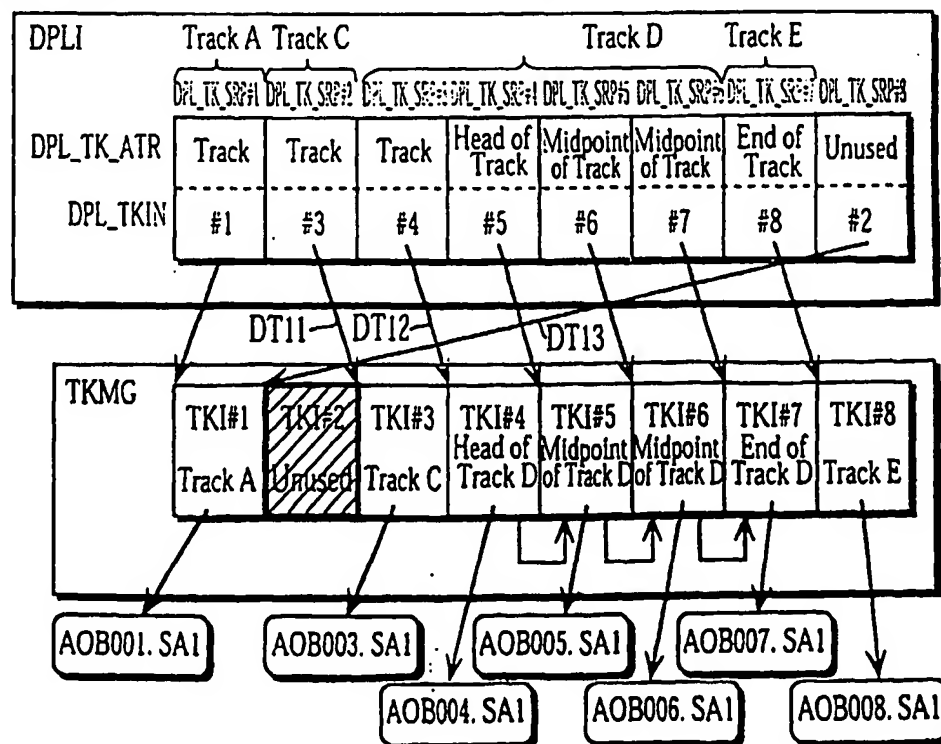 DPLI
Track A Track C Track D Track E
DPL_TK_SRP#1 DPL_TK_SRP#2 DPL_TK_SRP#4 DPL_TK_SRP#5 DPL_TK_SRP#8
DPL_TK_ATR
Track Track Track Head of Track Midpoint of Track Midpoint of Track End of Track Unused
DPL_TKIN
#1 #3 #4 #5 #6 #7 #8 #2
DT11 DT12 DT13
TKMG
TKI#1 TKI#2 TKI#3 TKI#4 TKI#5 TKI#6 TKI#7 TKI#8
Track A Unused Track C Head of Track D Midpoint of Track D Midpoint of Track D End of Track D Track E
AOB001. SA1 AOB003. SA1 AOB005. SA1 AOB007. SA1
AOB004. SA1 AOB006. SA1 AOB008. SA1